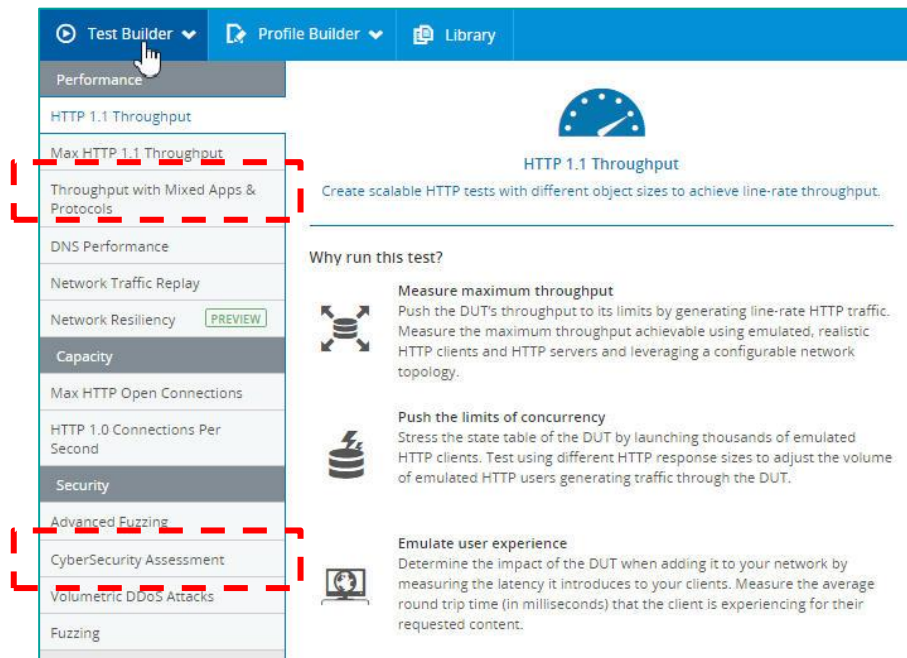 Test Builder
Profile Builder
Library
Performance
HTTP 1.1 Throughput
Max HTTP 1.1 Throughput
Throughput with Mixed Apps &
Protocols
DNS Performance
Network Traffic Replay
Network Resiliency PREVIEW
Capacity
Max HTTP Open Connections
HTTP 1.0 Connections Per
Second
Security
Advanced Fuzzing
CyberSecurity Assessment
Volumetric DDoS Attacks
Fuzzing
HTTP 1.1 Throughput
Create scalable HTTP tests with different object sizes to achieve line-rate throughput.
Why run this test?
Measure maximum throughput
Push the DUT's throughput to its limits by generating line-rate HTTP traffic.
Measure the maximum throughput achievable using emulated, realistic
HTTP clients and HTTP servers and leveraging a configurable network
topology.
Push the limits of concurrency
Stress the state table of the DUT by launching thousands of emulated
HTTP clients. Test using different HTTP response sizes to adjust the volume
of emulated HTTP users generating traffic through the DUT.
Emulate user experience
Determine the impact of the DUT when adding it to your network by
measuring the latency it introduces to your clients. Measure the average
round trip time (in milliseconds) that the client is experiencing for their
requested content.